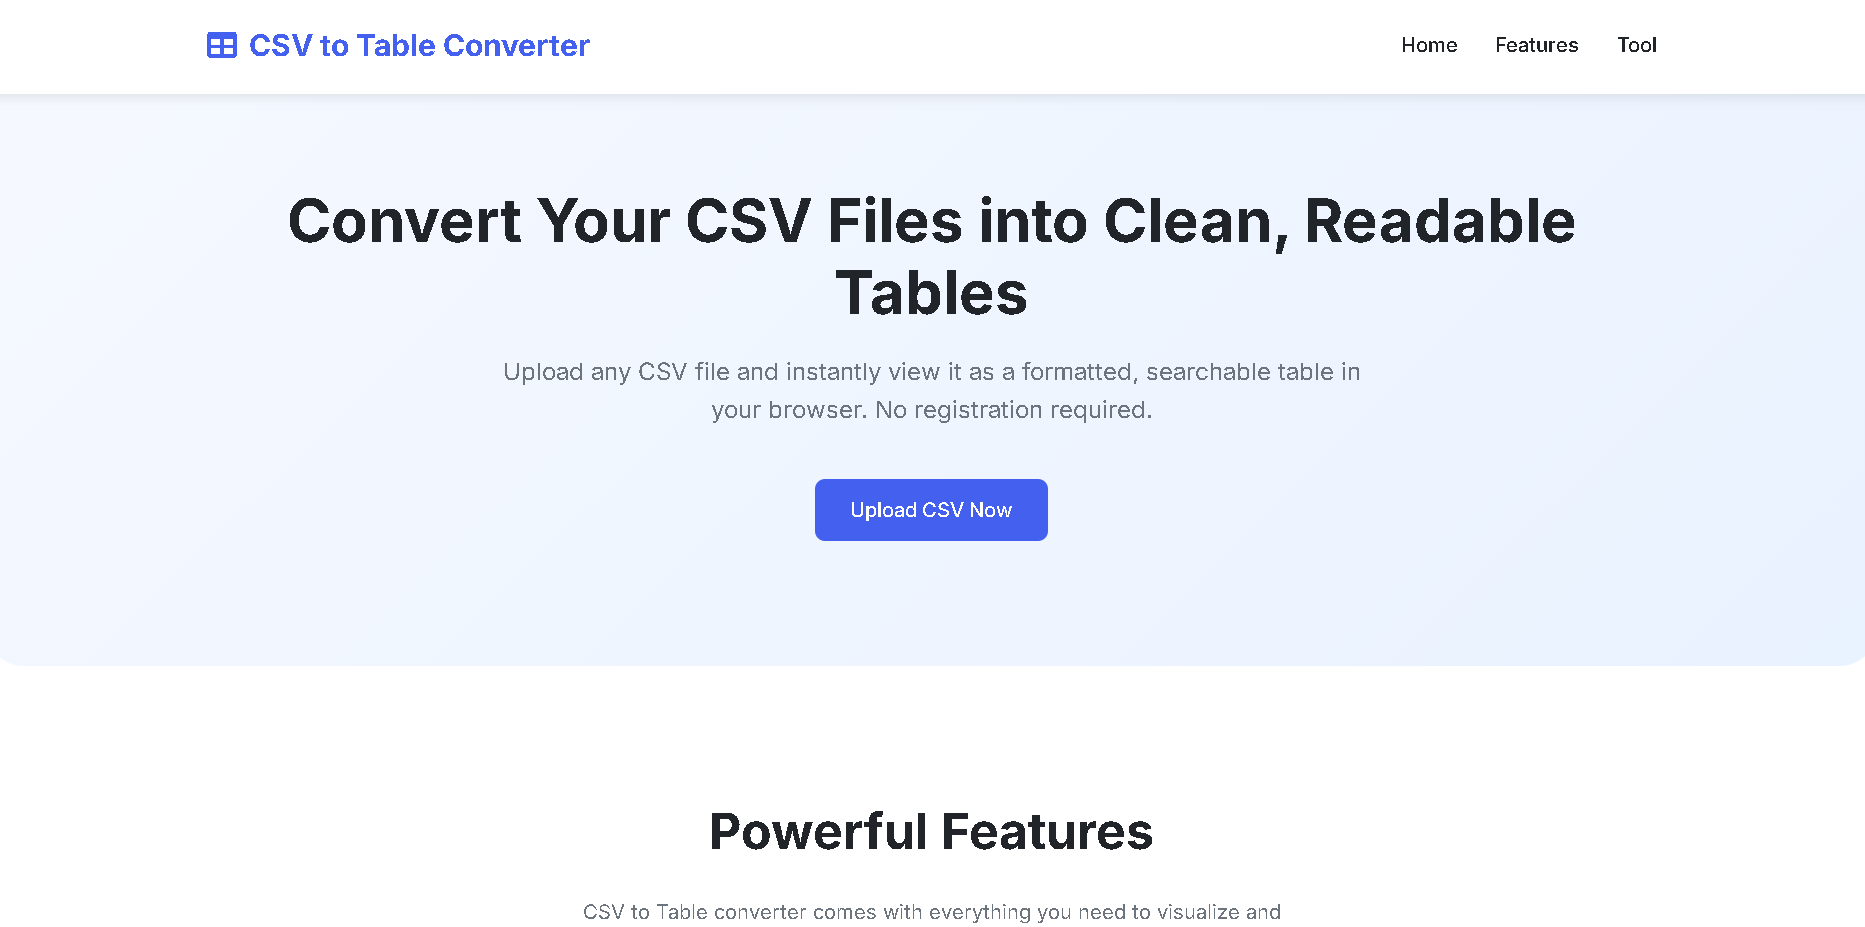 CSV to Table Converter
Home
Features
Tool
Convert Your CSV Files into Clean, Readable
Tables
Upload any CSV file and instantly view it as a formatted, searchable table in
your browser. No registration required.
Upload CSV Now
Powerful Features
CSV to Table converter comes with everything you need to visualize and